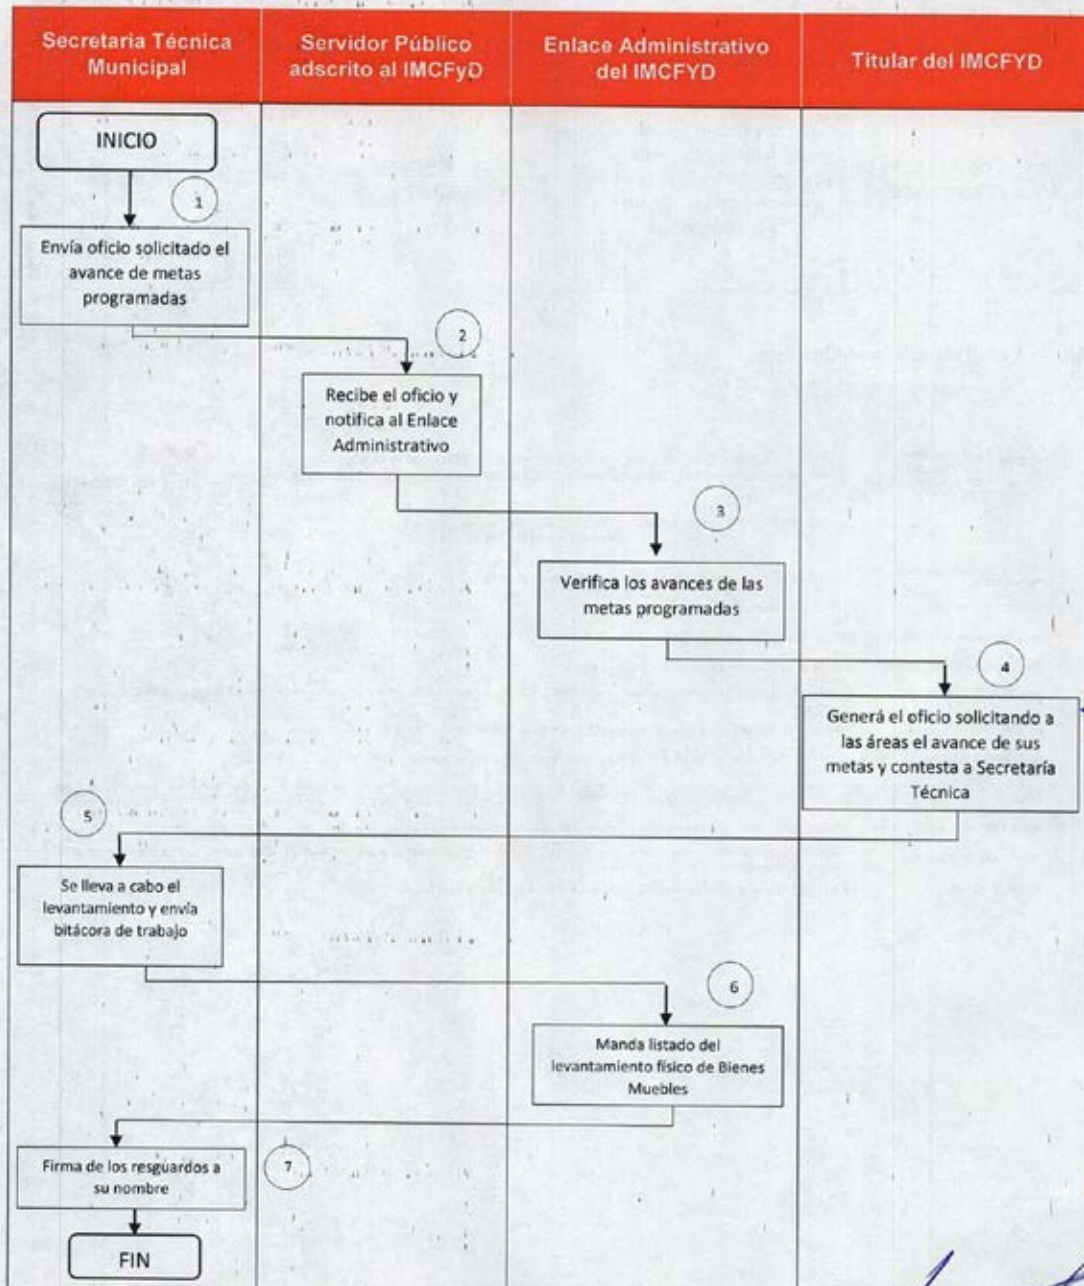 Secretaria Técnica
Municipal
Servidor Público
adscrito al IMCFyD
Enlace Administrativo
del IMCFYD
Titular del IMCFYD
INICIO
1
Envía oficio solicitado el
avance de metas
programadas
2
Recibe el oficio y
notifica al Enlace
Administrativo
3
Verifica los avances de las
metas programadas
4
Generá el oficio solicitando a
las áreas el avance de sus
metas y contesta a Secretaría
Técnica
5
Se lleva a cabo el
levantamiento y envía
bitácora de trabajo
6
Manda listado del
levantamiento físico de Bienes
Muebles
Firma de los resguardos a
su nombre
7
FIN